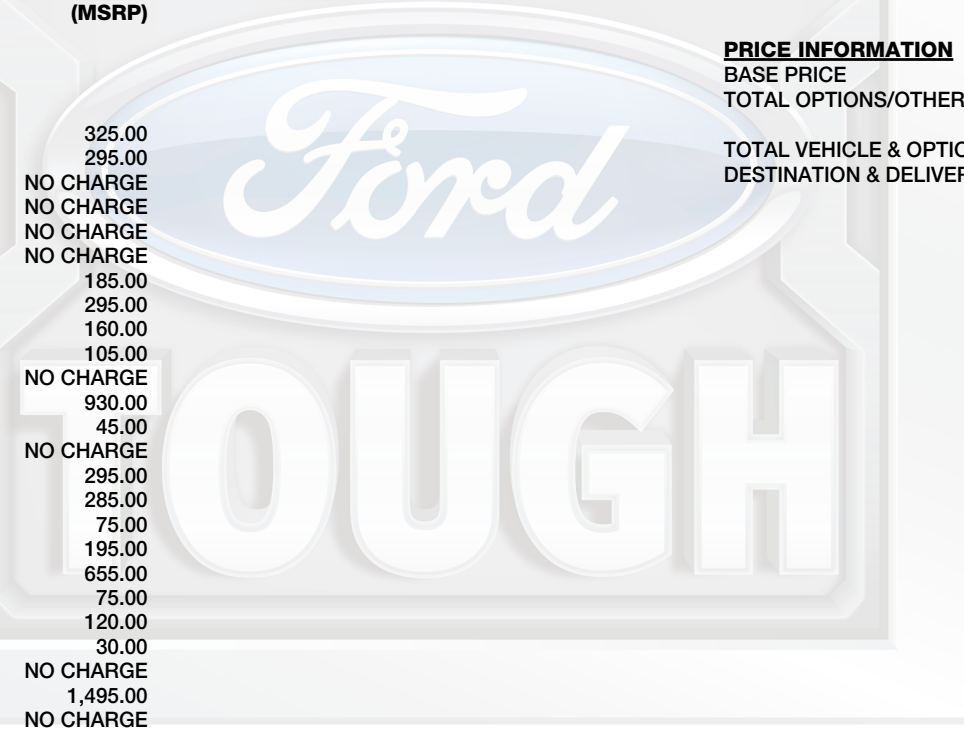 (MSRP)
325.00
295.00
NO CHARGE
NO CHARGE
NO CHARGE
NO CHARGE
185.00
295.00
160.00
105.00
NO CHARGE
930.00
45.00
NO CHARGE
295.00
285.00
75.00
195.00
655.00
75.00
120.00
30.00
NO CHARGE
1,495.00
NO CHARGE
PRICE INFORMATION
BASE PRICE
TOTAL OPTIONS/OTHER
TOTAL VEHICLE & OPTIO
DESTINATION & DELIVER
Ford
TOUGH